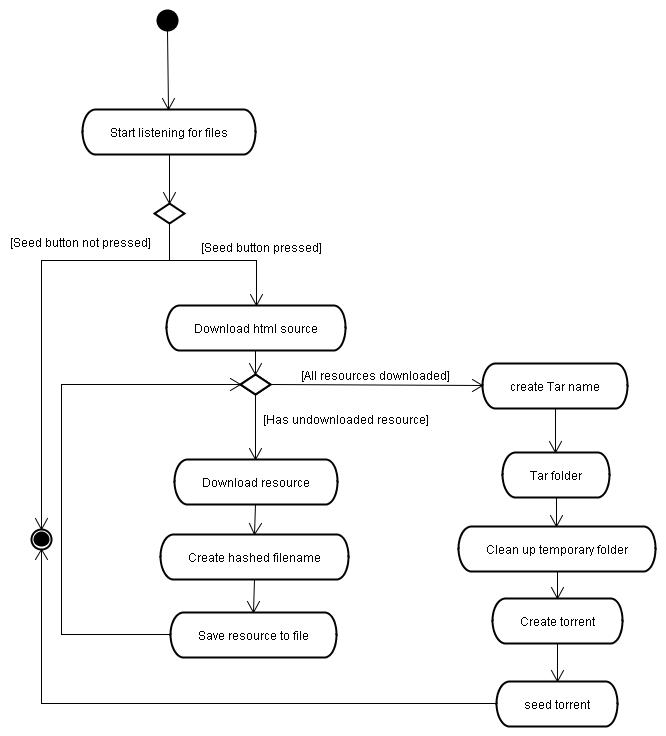 Start listening for files
[Seed button not pressed]
[Seed button pressed]
Download html source
[All resources downloaded]
create Tar name
[Has undownloaded resource]
Tar folder
Download resource
Clean up temporary folder
Create hashed filename
Create torrent
Save resource to file
seed torrent